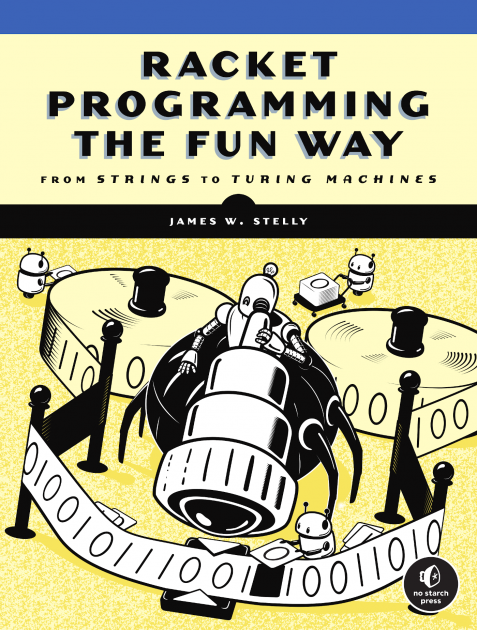 RACKET
PROGRAMMING
THE FUN WAY
FROM STRINGS TO TURING MACHINES
JAMES W. STELLY
no starch
press